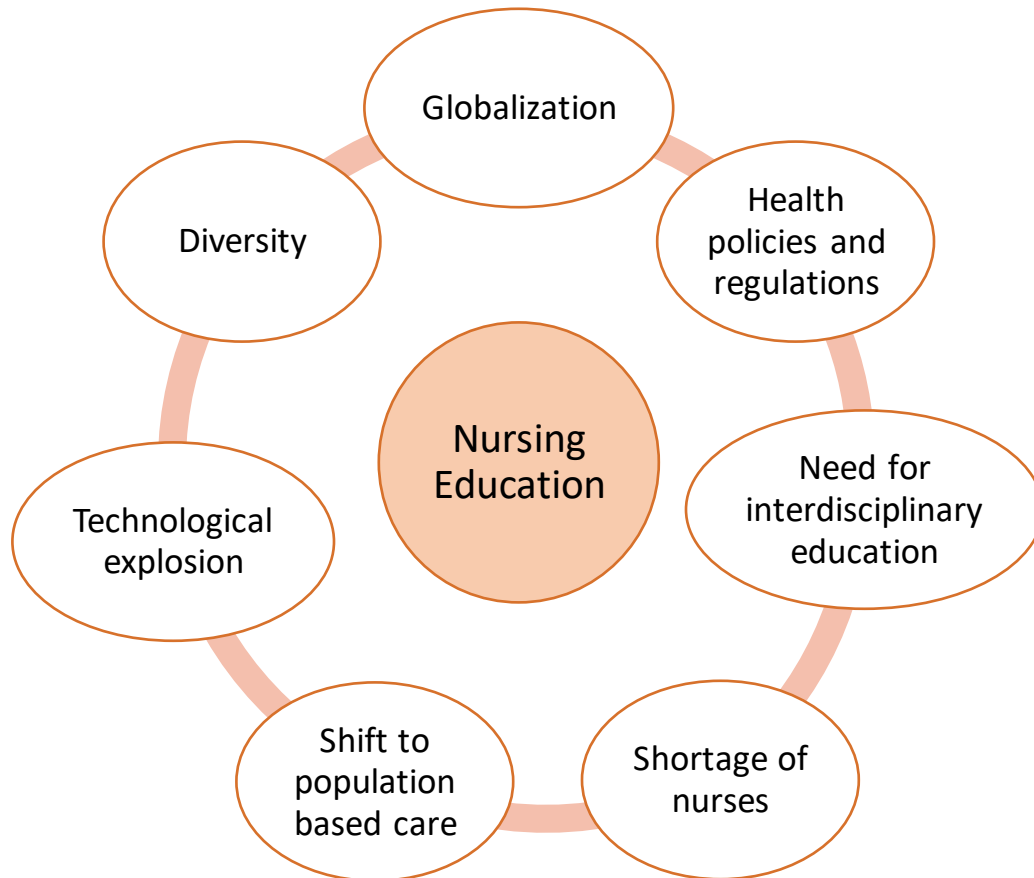 Globalization
Health
policies and
regulations
Need for
interdisciplinary
education
Shortage of
nurses
Shift to
population
based care
Technological
explosion
Diversity
Nursing
Education